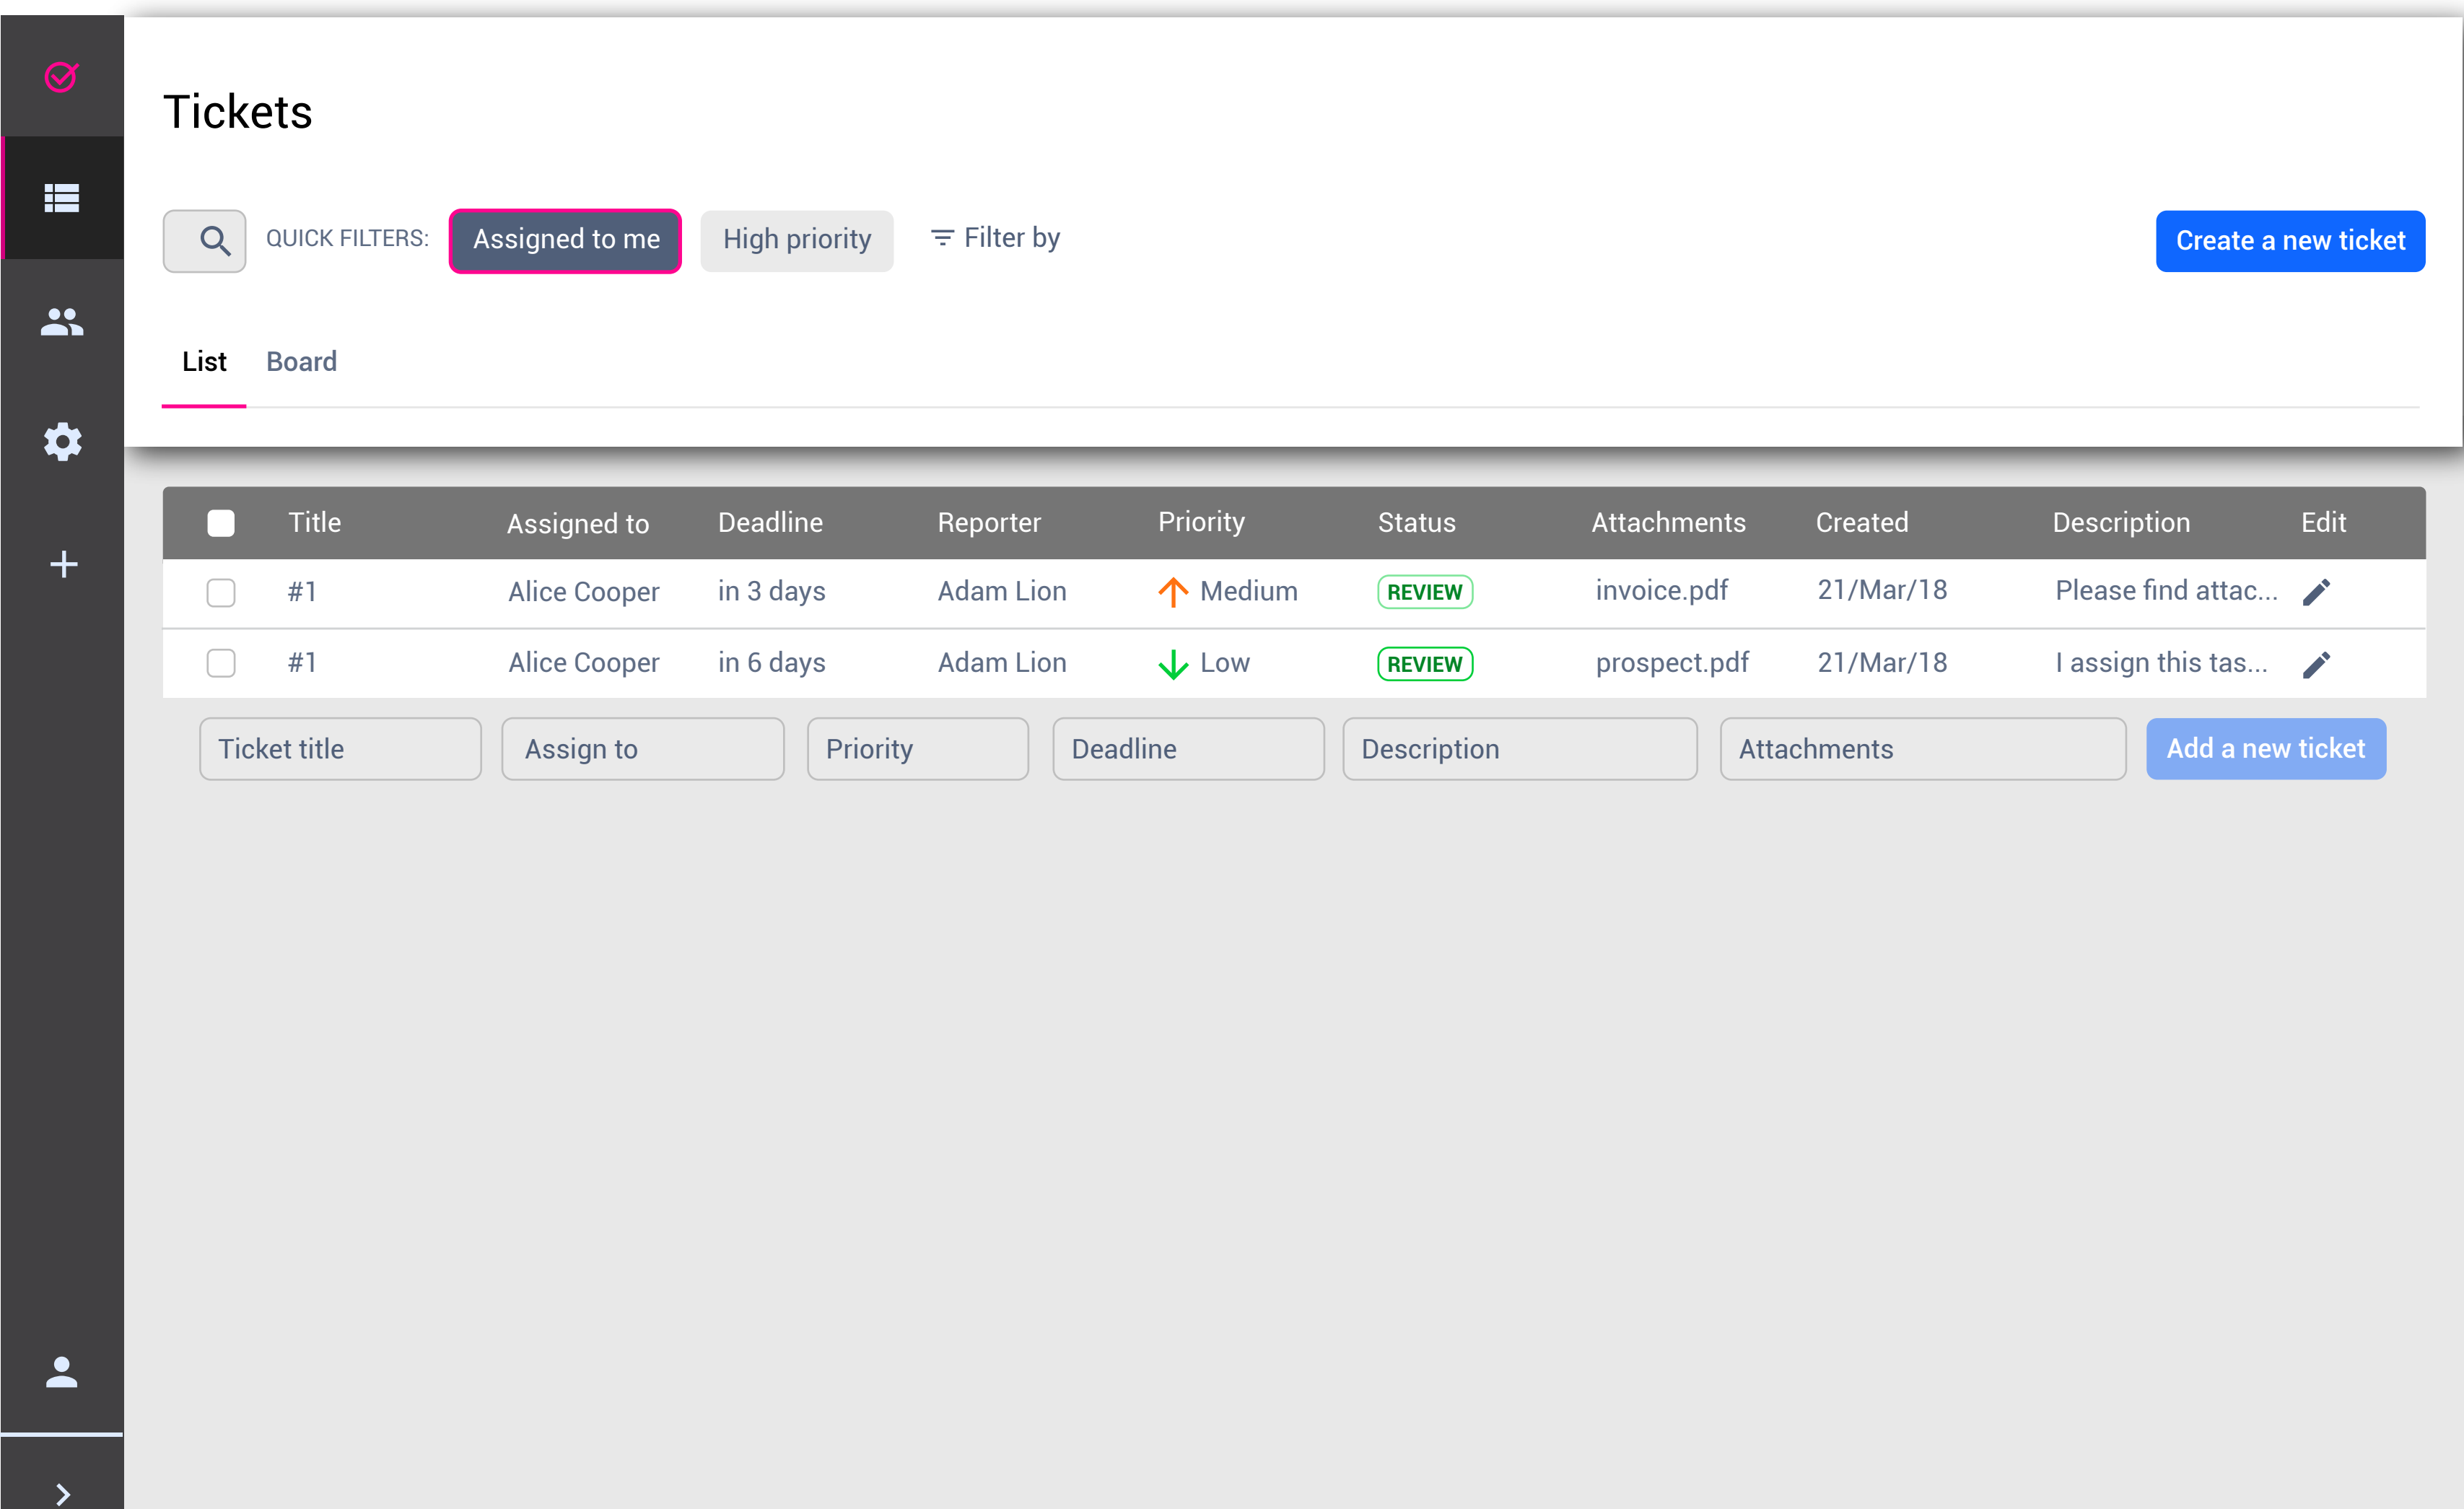 Tickets
QUICK FILTERS: Assigned to me High priority Filter by Create a new ticket
List Board
Title Assigned to Deadline Reporter Priority Status Attachments Created Description Edit
#1 Alice Cooper in 3 days Adam Lion Medium REVIEW invoice.pdf 21/Mar/18 Please find attac...
#1 Alice Cooper in 6 days Adam Lion Low REVIEW prospect.pdf 21/Mar/18 I assign this tas...
Ticket title Assign to Priority Deadline Description Attachments Add a new ticket